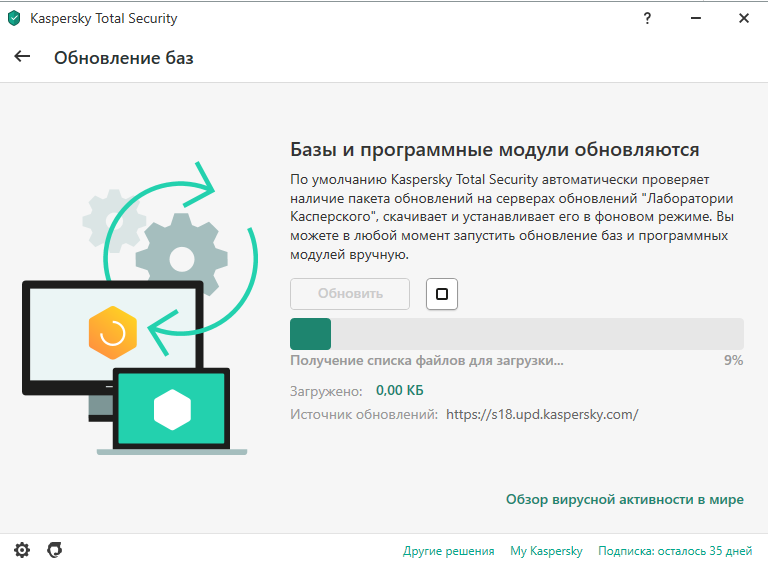 Kaspersky Total Security
?
Обновление баз
Базы и программные модули обновляются
По умолчанию Kaspersky Total Security автоматически проверяет
наличие пакета обновлений на серверах обновлений "Лаборатории
Касперского", скачивает и устанавливает его в фоновом режиме. Вы
можете в любой момент запустить обновление баз и программных
модулей вручную.
Обновить
Получение списка файлов для загрузки... 9%
Загружено: 0,00 КБ
Источник обновлений: https://s18.upd.kaspersky.com/
Обзор вирусной активности в мире
Другие решения My Kaspersky Подписка: осталось 35 дней